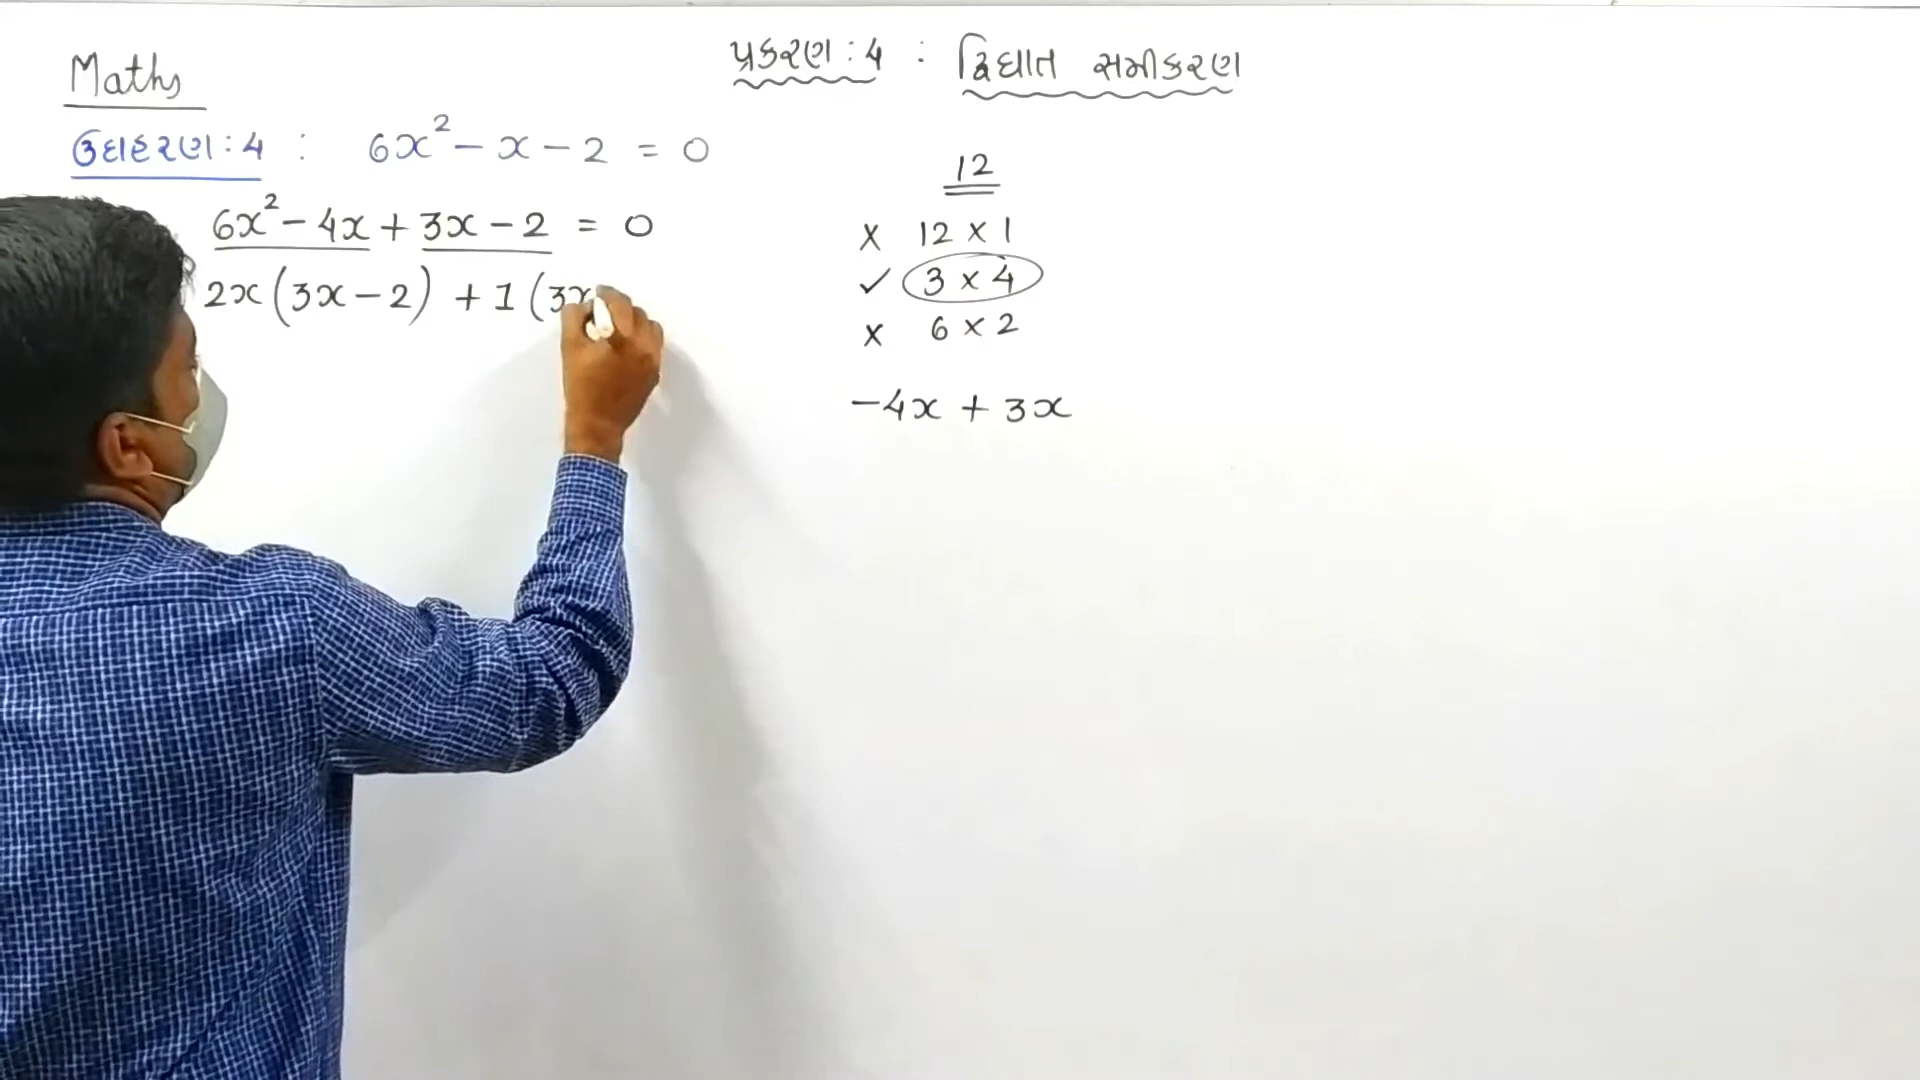 Maths
પ્રકરણ : 4 : દ્વિઘાત સમીકરણ
ઉદાહરણ : 4 : 6x² - x - 2 = 0
6x² - 4x + 3x - 2 = 0
2x (3x - 2) + 1 (3x
12
x 12 x 1
✓ 3 x 4
x 6 x 2
-4x + 3x